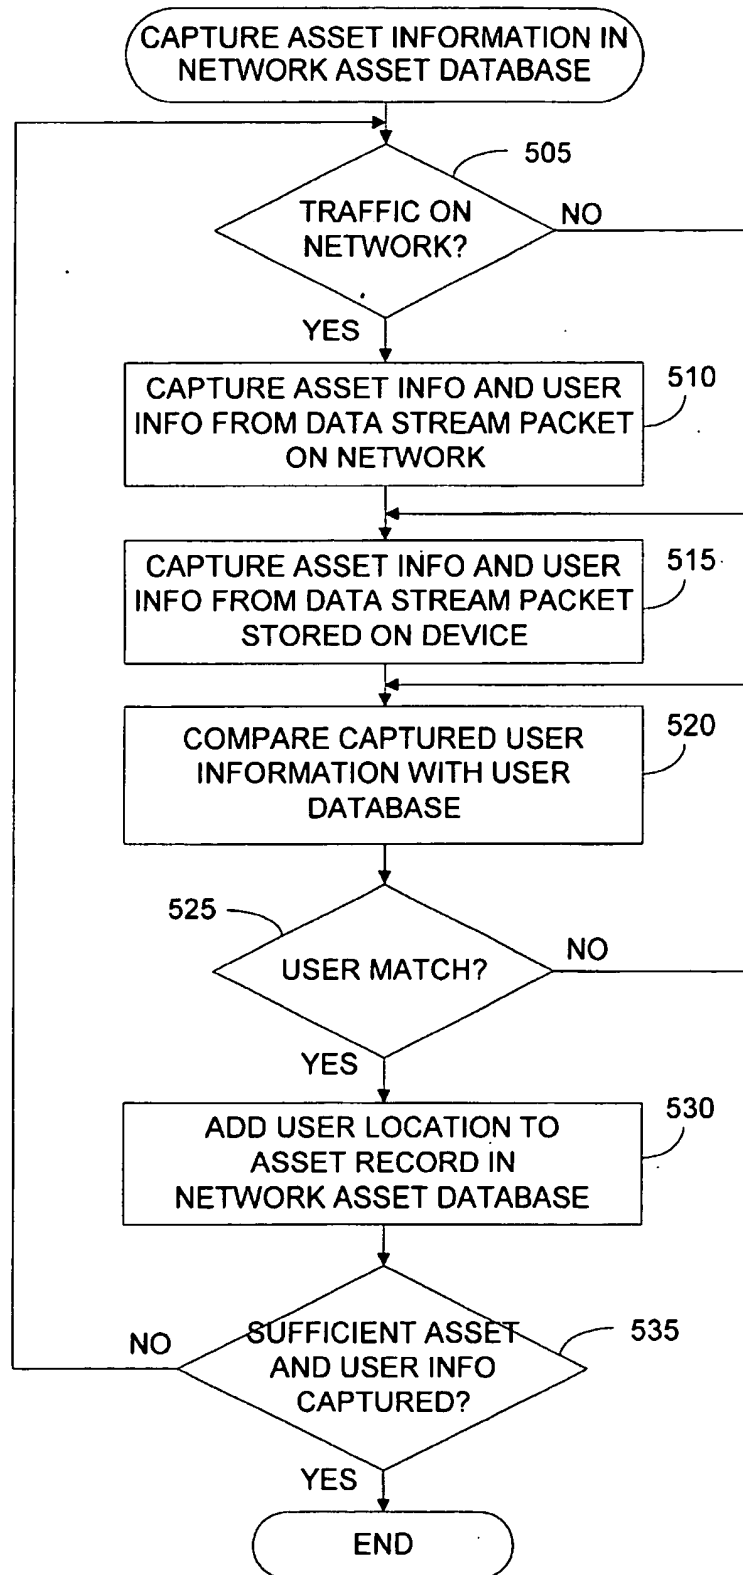 CAPTURE ASSET INFORMATION IN
NETWORK ASSET DATABASE
505
TRAFFIC ON
NETWORK?
NO
YES
CAPTURE ASSET INFO AND USER
INFO FROM DATA STREAM PACKET
ON NETWORK
510
CAPTURE ASSET INFO AND USER
INFO FROM DATA STREAM PACKET
STORED ON DEVICE
515
COMPARE CAPTURED USER
INFORMATION WITH USER
DATABASE
520
525
USER MATCH?
NO
YES
ADD USER LOCATION TO
ASSET RECORD IN
NETWORK ASSET DATABASE
530
NO
SUFFICIENT ASSET
AND USER INFO
CAPTURED?
535
YES
END